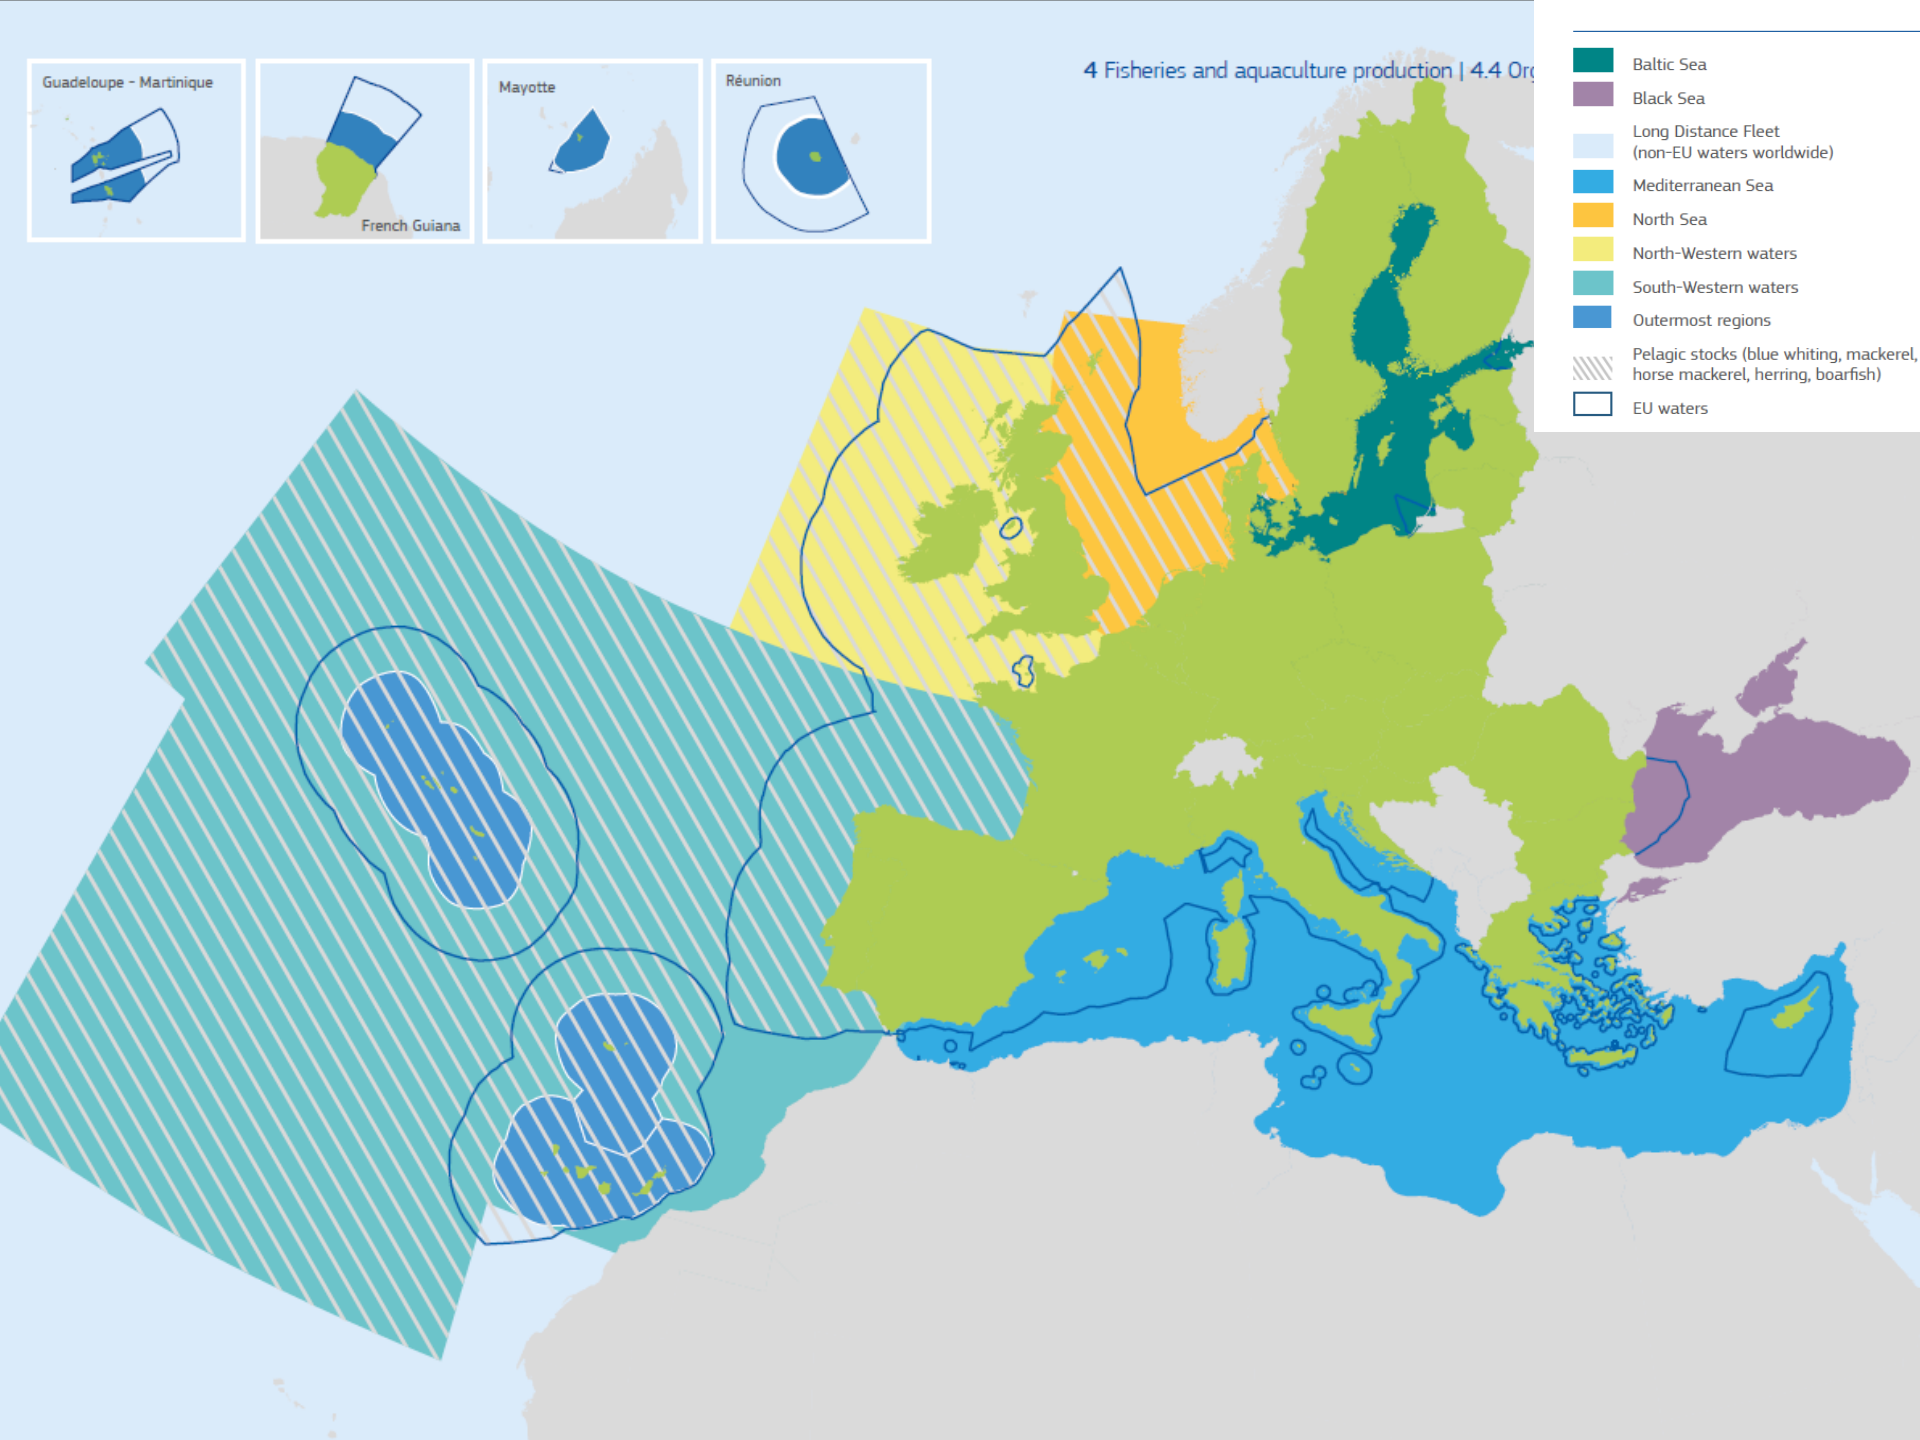 4 Fisheries and aquaculture production | 4.4 Org
Guadeloupe - Martinique
French Guiana
Mayotte
Réunion
Baltic Sea
Black Sea
Long Distance Fleet
(non-EU waters worldwide)
Mediterranean Sea
North Sea
North-Western waters
South-Western waters
Outermost regions
Pelagic stocks (blue whiting, mackerel,
horse mackerel, herring, boarfish)
EU waters